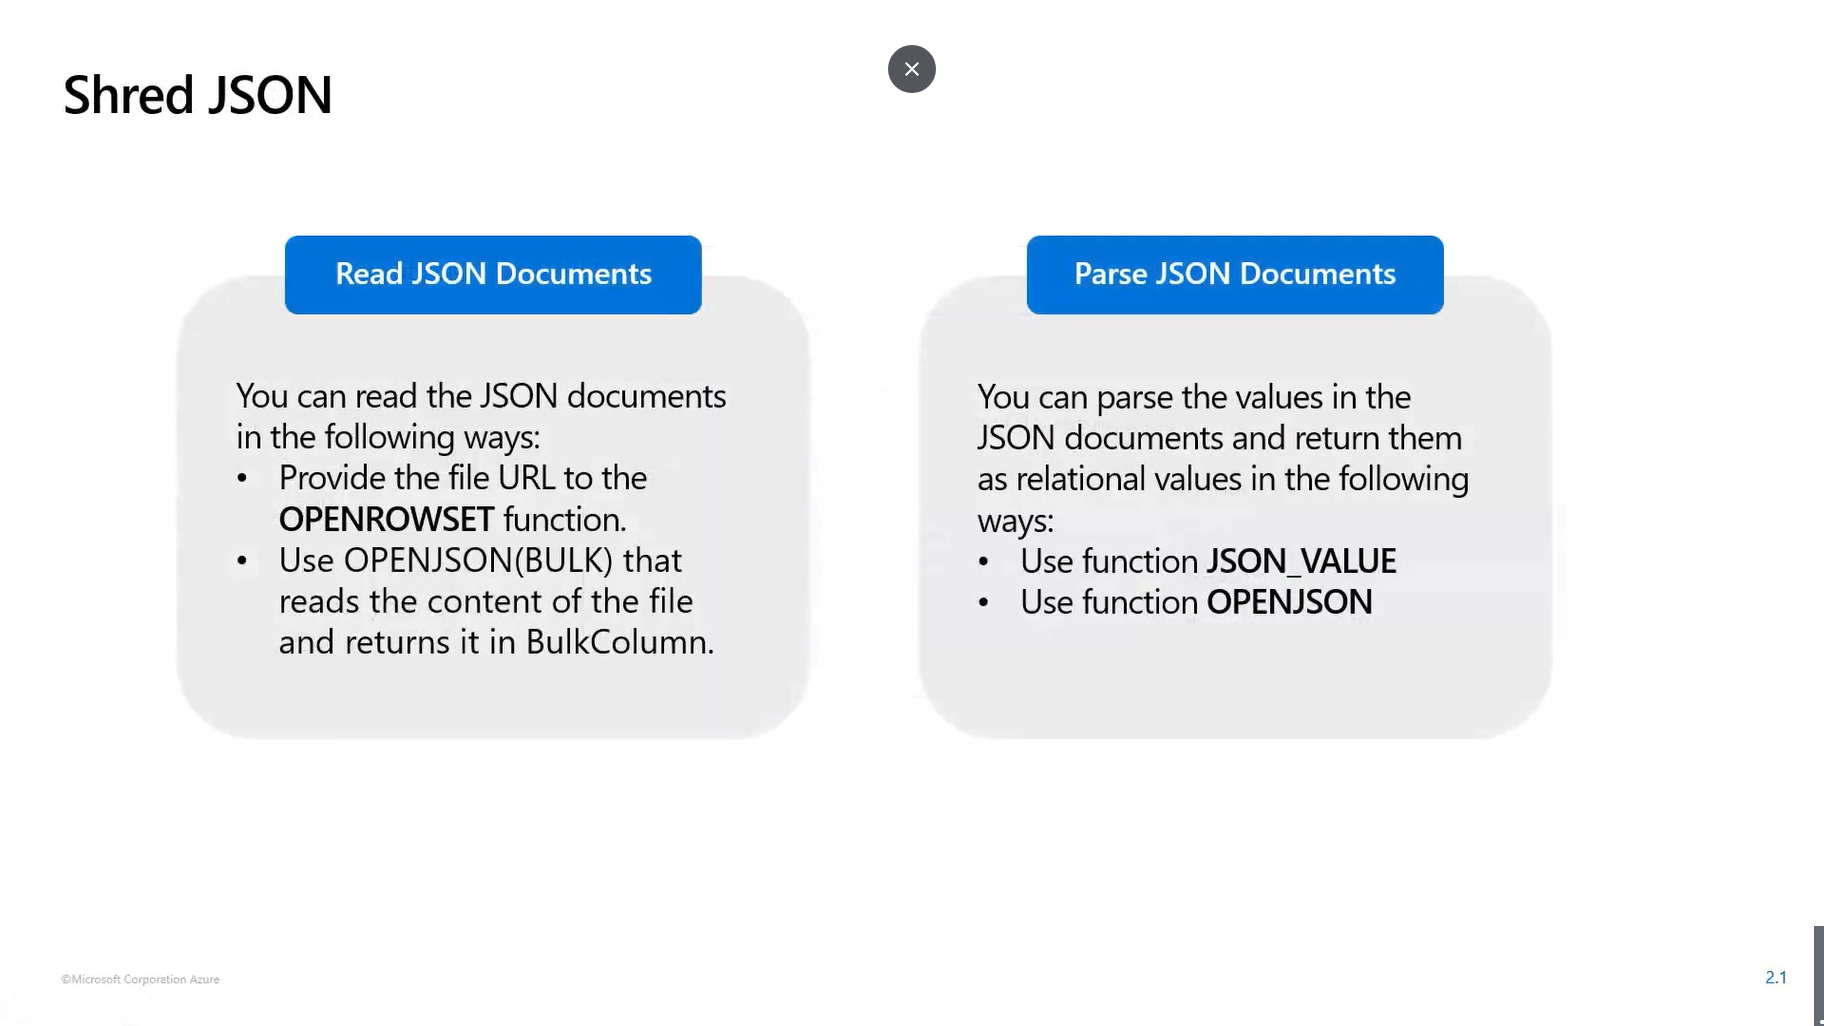 Shred JSON
Read JSON Documents
You can read the JSON documents
in the following ways:
• Provide the file URL to the
OPENROWSET function.
• Use OPENJSON(BULK) that
reads the content of the file
and returns it in BulkColumn.
Parse JSON Documents
You can parse the values in the
JSON documents and return them
as relational values in the following
ways:
• Use function JSON_VALUE
• Use function OPENJSON
©Microsoft Corporation Azure
2.1